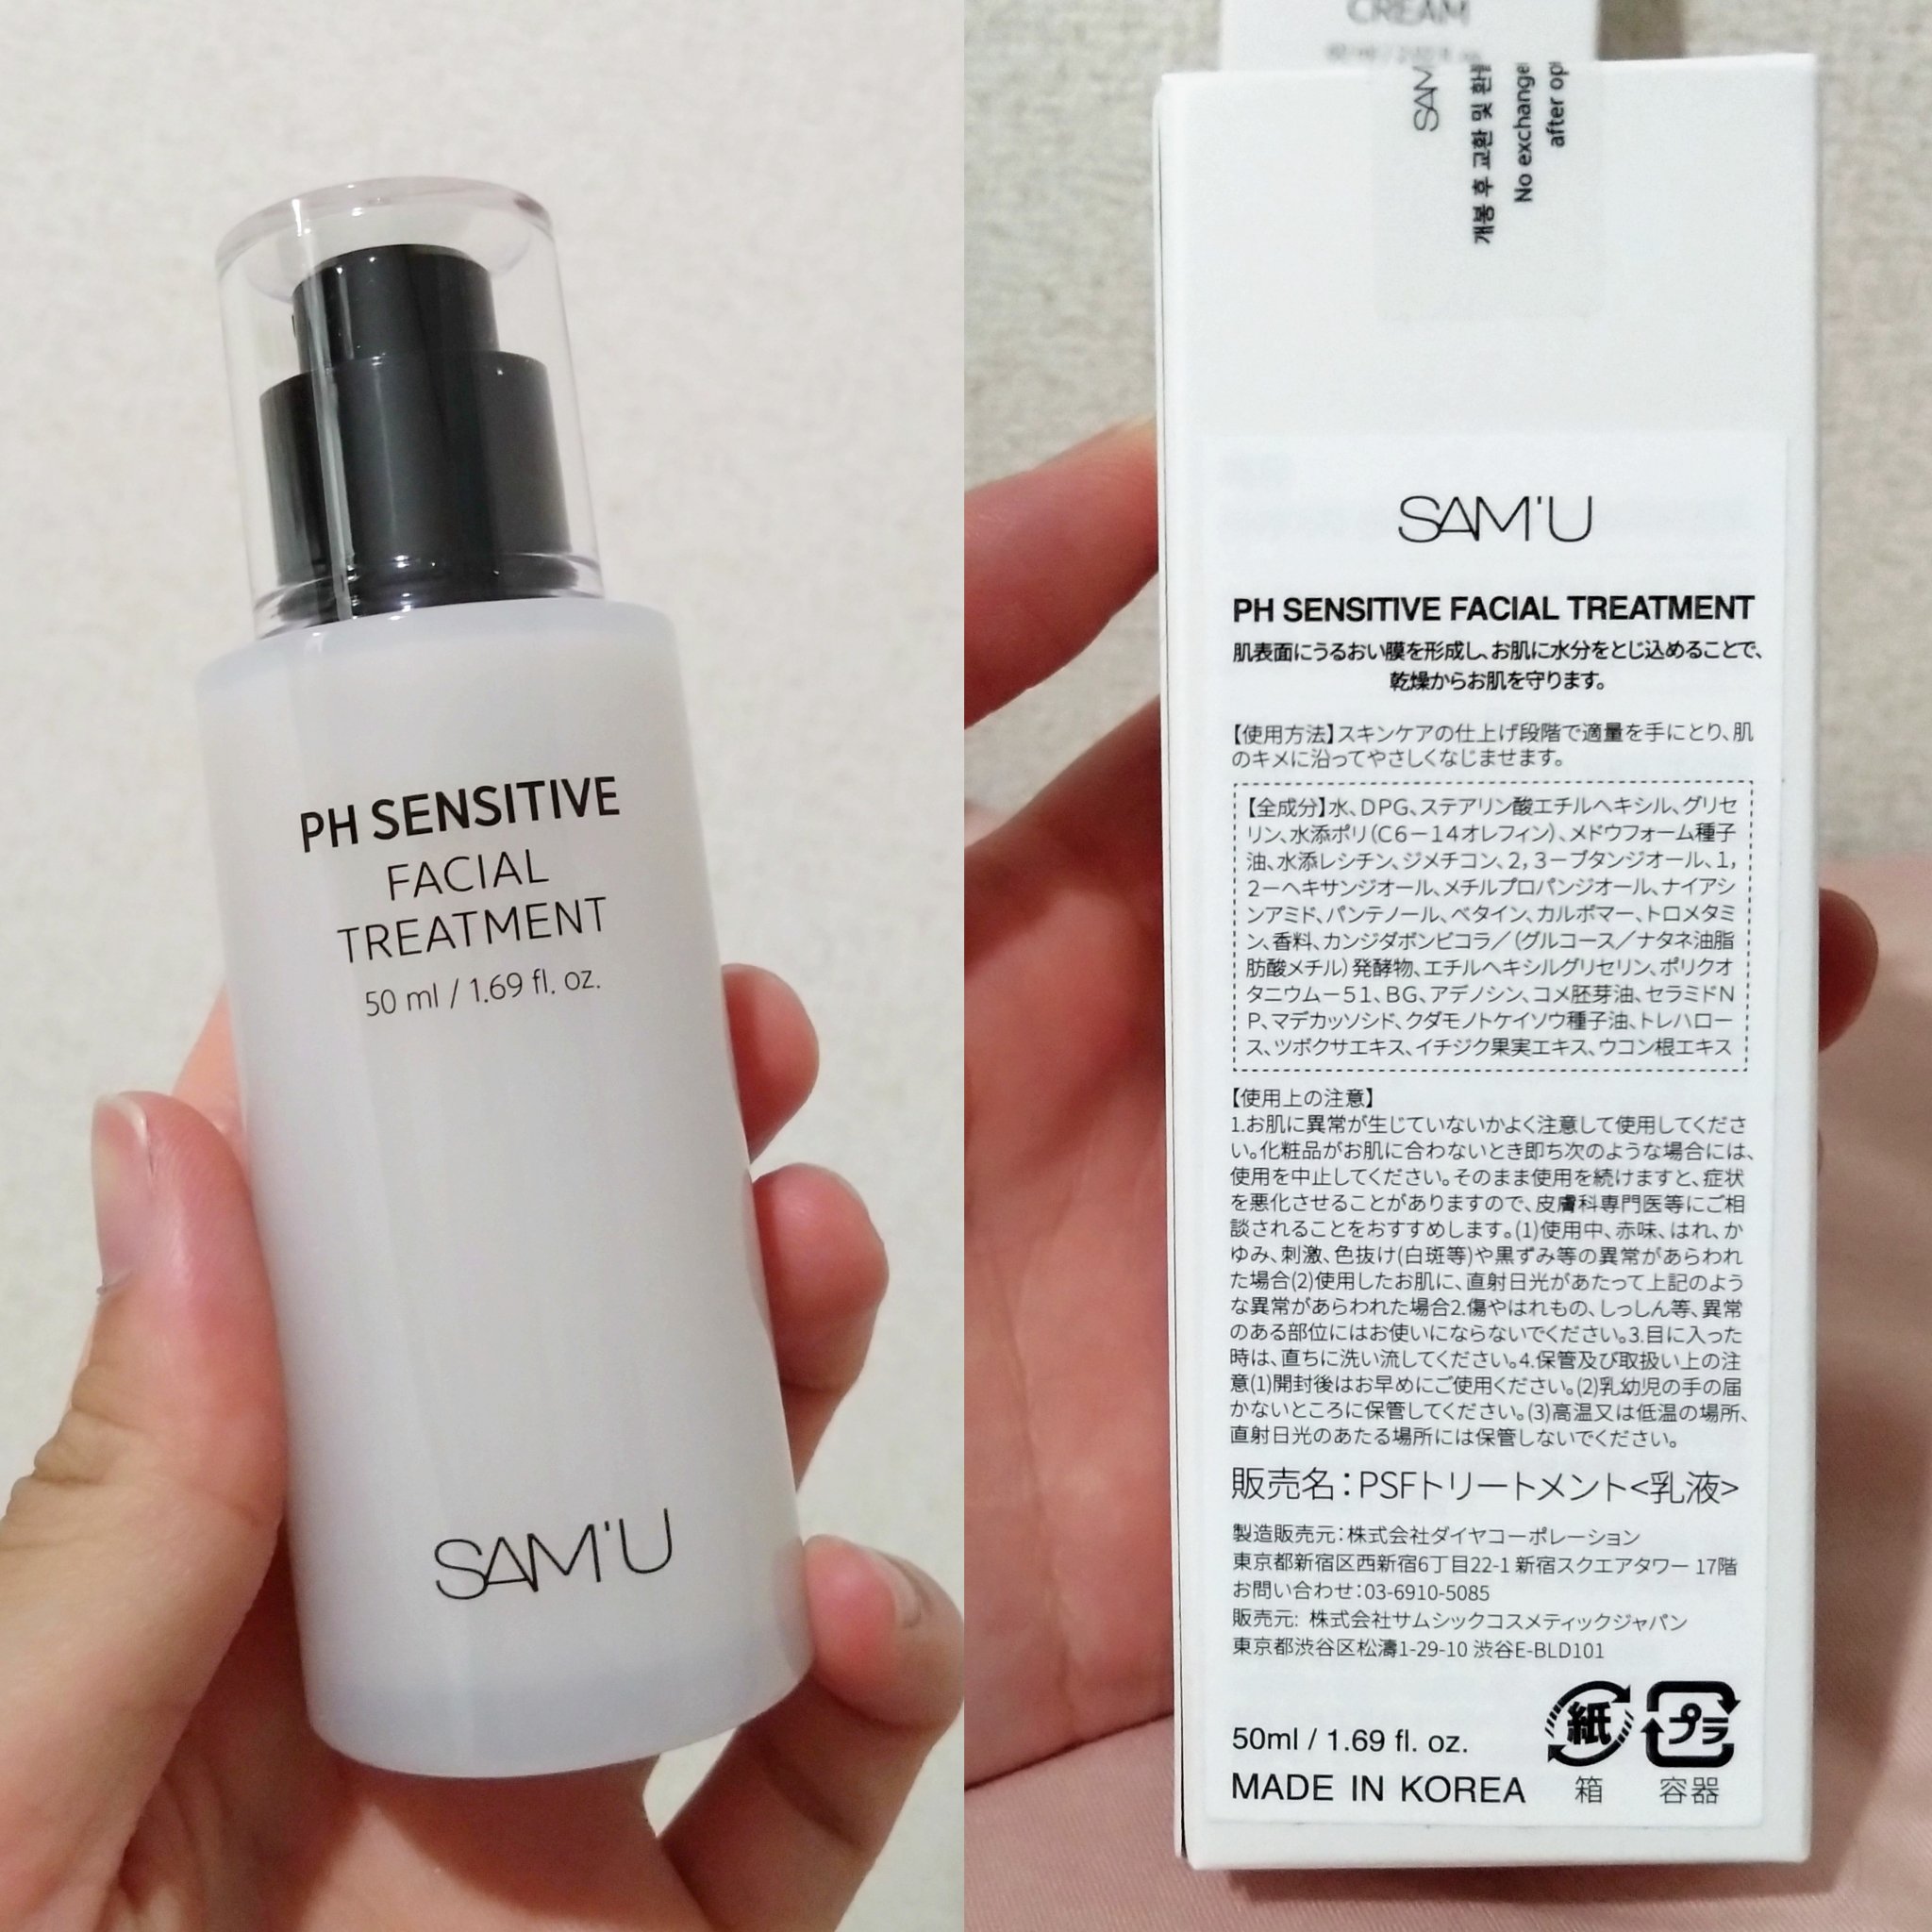 PH SENSITIVE
FACIAL
TREATMENT
50 ml / 1.69 fl. oz.
SAM'U
CREAM
SAM
개봉 후 교환 및 환
No exchange
after op
SAM'U
PH SENSITIVE FACIAL TREATMENT
肌表面にうるおい膜を形成し、お肌に水分をとじ込めることで、
乾燥からお肌を守ります。
【使用方法】スキンケアの仕上げ段階で適量を手にとり、肌
のキメに沿ってやさしくなじませます。
【全成分】水、DPG、ステアリン酸エチルヘキシル、グリセ
リン、水添ポリ(C6－14オレフィン)、メドウフォーム種子
油、水添レシチン、ジメチコン、2，3－ブタンジオール、1，
2－ヘキサンジオール、メチルプロパンジオール、ナイアシ
ンアミド、パンテノール、ベタイン、カルボマー、トロメタミ
ン、香料、カンジダボンビコラ／(グルコース／ナタネ油脂
肪酸メチル)発酵物、エチルヘキシルグリセリン、ポリクオ
タニウム－51、BG、アデノシン、コメ胚芽油、セラミドN
P、マデカッソシド、クダモノトケイソウ種子油、トレハロー
ス、ツボクサエキス、イチジク果実エキス、ウコン根エキス
【使用上の注意】
1.お肌に異常が生じていないかよく注意して使用してくださ
い。化粧品がお肌に合わないとき即ち次のような場合には、
使用を中止してください。そのまま使用を続けますと、症状
を悪化させることがありますので、皮膚科専門医等にご相
談されることをおすすめします。(1)使用中、赤味、はれ、か
ゆみ、刺激、色抜け(白斑等)や黒ずみ等の異常があらわれ
た場合(2)使用したお肌に、直射日光があたって上記のよう
な異常があらわれた場合2.傷やはれもの、しっしん等、異常
のある部位にはお使いにならないでください。3.目に入った
時は、直ちに洗い流してください。4.保管及び取扱い上の注
意(1)開封後はお早めにご使用ください。(2)乳幼児の手の届
かないところに保管してください。(3)高温又は低温の場所、
直射日光のあたる場所には保管しないでください。
販売名：PSFトリートメント<乳液>
製造販売元：株式会社ダイヤコーポレーション
東京都新宿区西新宿6丁目22-1 新宿スクエアタワー 17階
お問い合わせ：03-6910-5085
販売元: 株式会社サムシックコスメティックジャパン
東京都渋谷区松濤1-29-10 渋谷E-BLD101
50ml / 1.69 fl. oz.
MADE IN KOREA
紙
箱
プラ
容器